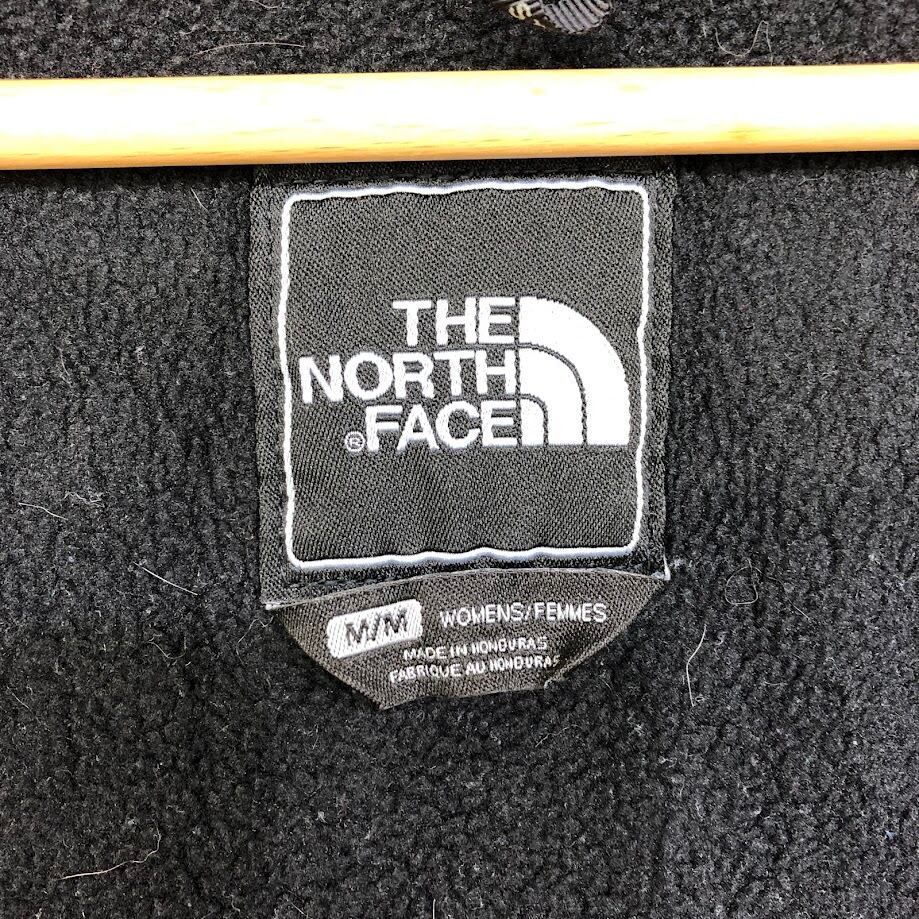 THE
NORTH
®FACE
M/M WOMENS/FEMMES
MADE IN HONDURAS
FABRIQUE AU HONDURAS